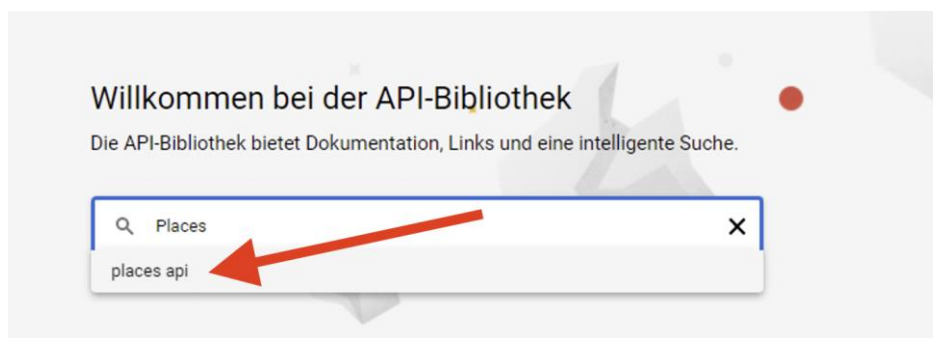 Willkommen bei der API-Bibliothek
Die API-Bibliothek bietet Dokumentation, Links und eine intelligente Suche.
Places
places api